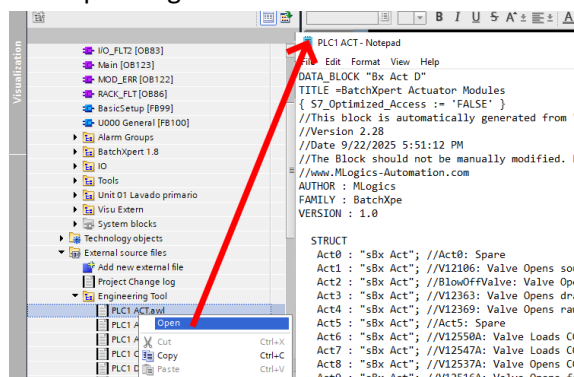 Visualization
I/O_FLT2 [OB83]
Main [OB123]
MOD_ERR [OB122]
RACK_FLT [OB86]
BasicSetup [FB99]
U000 General [FB100]
Alarm Groups
BatchXpert 1.8
IO
Tools
Unit 01 Lavado primario
Visu Extern
System blocks
Technology objects
External source files
Add new external file
Project Change_log
Engineering Tool
PLC1 ACT.awl
PLC1 A
PLC1 A
PLC1 C
PLC1 D
Open
Cut Ctrl+X
Copy Ctrl+C
Paste Ctrl+V
B I U S A
PLC1 ACT - Notepad
File Edit Format View Help
DATA_BLOCK "Bx Act D"
TITLE =BatchXpert Actuator Modules
{ S7_Optimized_Access := 'FALSE' }
//This block is automatically generated from
//Version 2.28
//Date 9/22/2025 5:51:12 PM
//The Block should not be manually modified.
//www.MLogics-Automation.com
AUTHOR : MLogics
FAMILY : BatchXpe
VERSION : 1.0
STRUCT
Act0 : "sBx Act"; //Act0: Spare
Act1 : "sBx Act"; //V12106: Valve Opens sou
Act2 : "sBx Act"; //BlowOffValve: Valve Ope
Act3 : "sBx Act"; //V12363: Valve Opens dra
Act4 : "sBx Act"; //V12369: Valve Opens ran
Act5 : "sBx Act"; //Act5: Spare
Act6 : "sBx Act"; //V12550A: Valve Loads CO
Act7 : "sBx Act"; //V12547A: Valve Loads CO
Act8 : "sBx Act"; //V12537A: Valve Opens CO